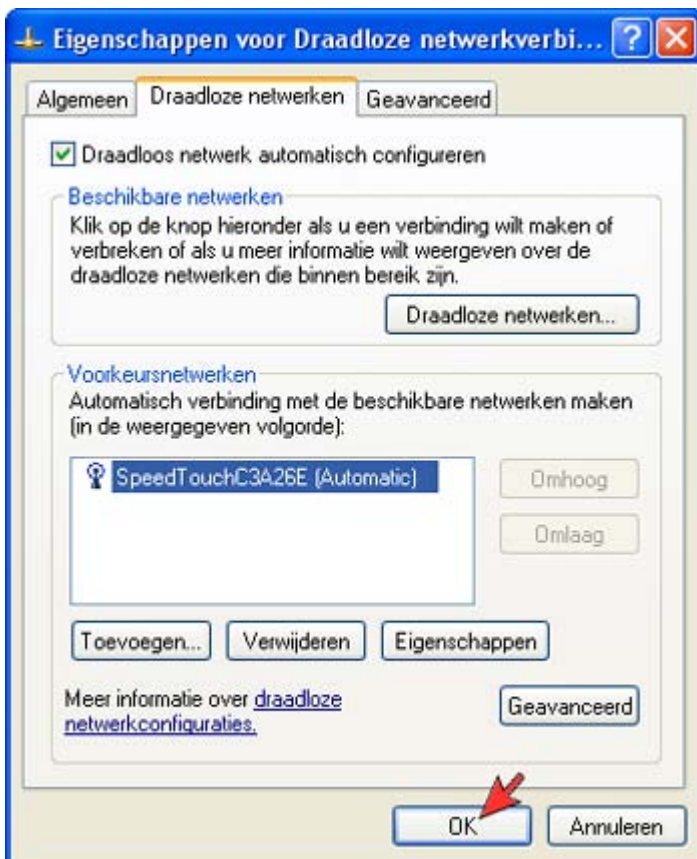 Eigenschappen voor Draadloze netwerkverbi... ?
Algemeen Draadloze netwerken Geavanceerd
Draadloos netwerk automatisch configureren
Beschikbare netwerken
Klik op de knop hieronder als u een verbinding wilt maken of
verbreken of als u meer informatie wilt weergeven over de
draadloze netwerken die binnen bereik zijn.
Draadloze netwerken...
Voorkeursnetwerken
Automatisch verbinding met de beschikbare netwerken maken
(in de weergegeven volgorde):
SpeedTouchC3A26E (Automatic)
Omhoog
Omlaag
Toevoegen... Verwijderen Eigenschappen
Meer informatie over draadloze
netwerkconfiguraties.
Geavanceerd
OK Annuleren